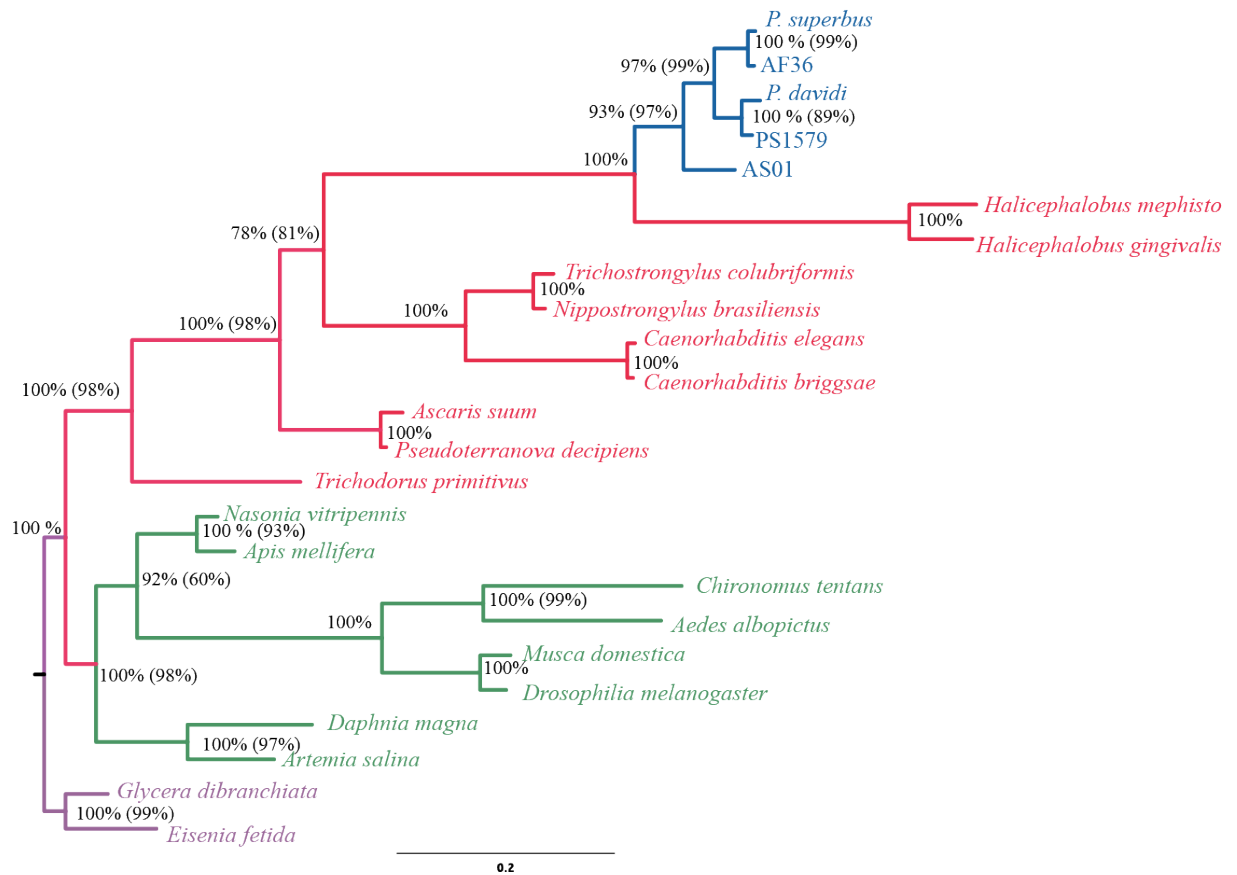 P. superbus
100 % (99%)
AF36
97% (99%)
P. davidi
93% (97%)
100 % (89%)
PS1579
100%
AS01
Halicephalobus mephisto
100%
78% (81%)
Halicephalobus gingivalis
Trichostrongylus colubriformis
100%
100%
Nippostrongylus brasiliensis
100% (98%)
Caenorhabditis elegans
100%
Caenorhabditis briggsae
100% (98%)
Ascaris suum
100%
Pseudoterranova decipiens
Trichodorus primitivus
Nasonia vitripennis
100 %
100 % (93%)
Apis mellifera
92% (60%)
Chironomus tentans
100% (99%)
100%
Aedes albopictus
Musca domestica
100%
100% (98%)
Drosophilia melanogaster
Daphnia magna
100% (97%)
Artemia salina
Glycera dibranchiata
100% (99%)
Eisenia fetida
0.2